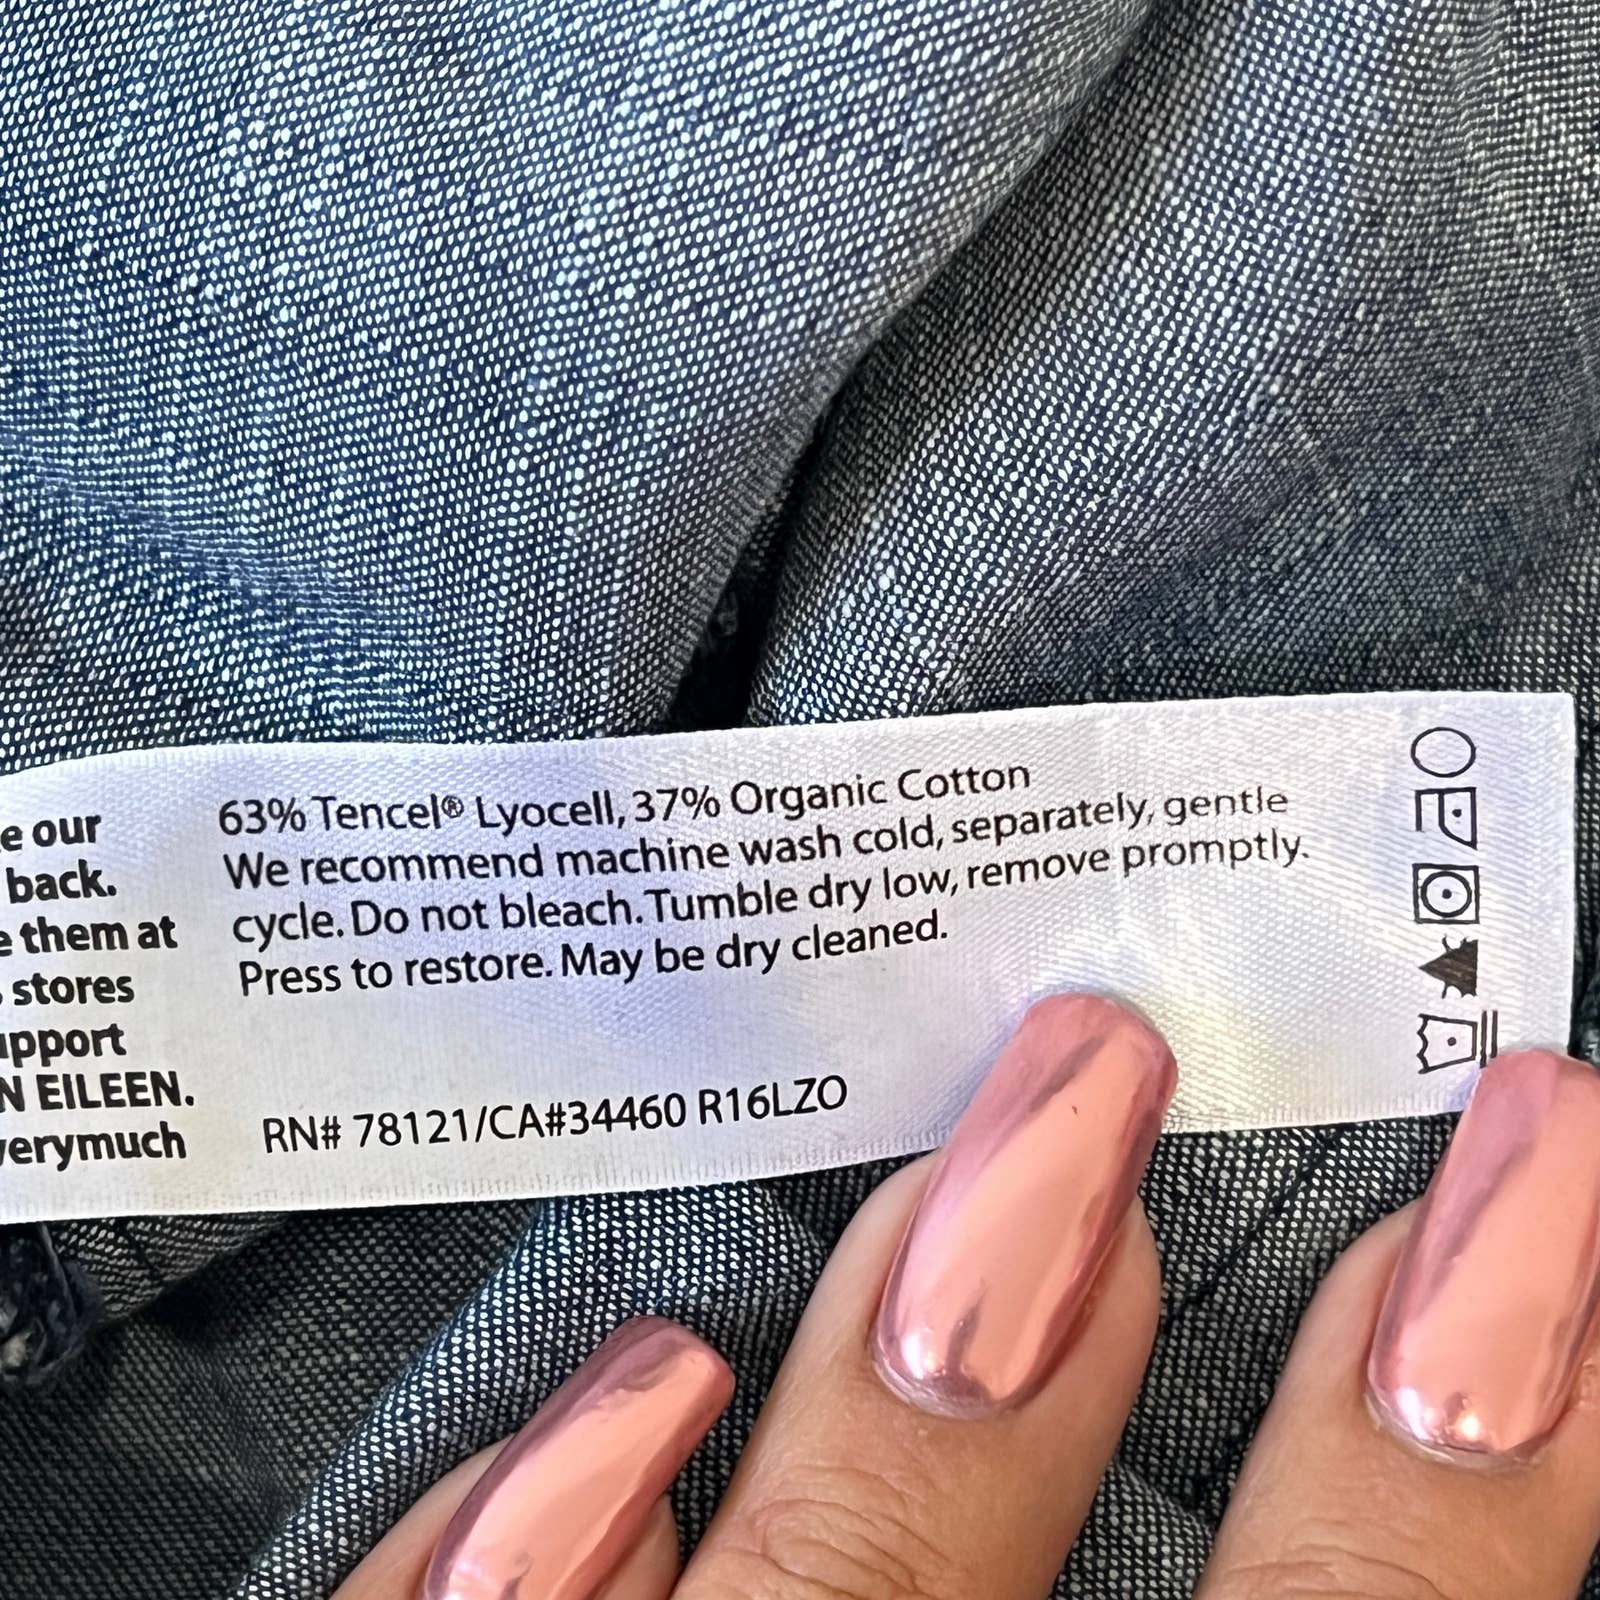 e our
back.
e them at
stores
upport
N EILEEN.
verymuch
63% Tencel® Lyocell, 37% Organic Cotton
We recommend machine wash cold, separately, gentle
cycle. Do not bleach. Tumble dry low, remove promptly.
Press to restore. May be dry cleaned.
RN# 78121/CA#34460 R16LZO